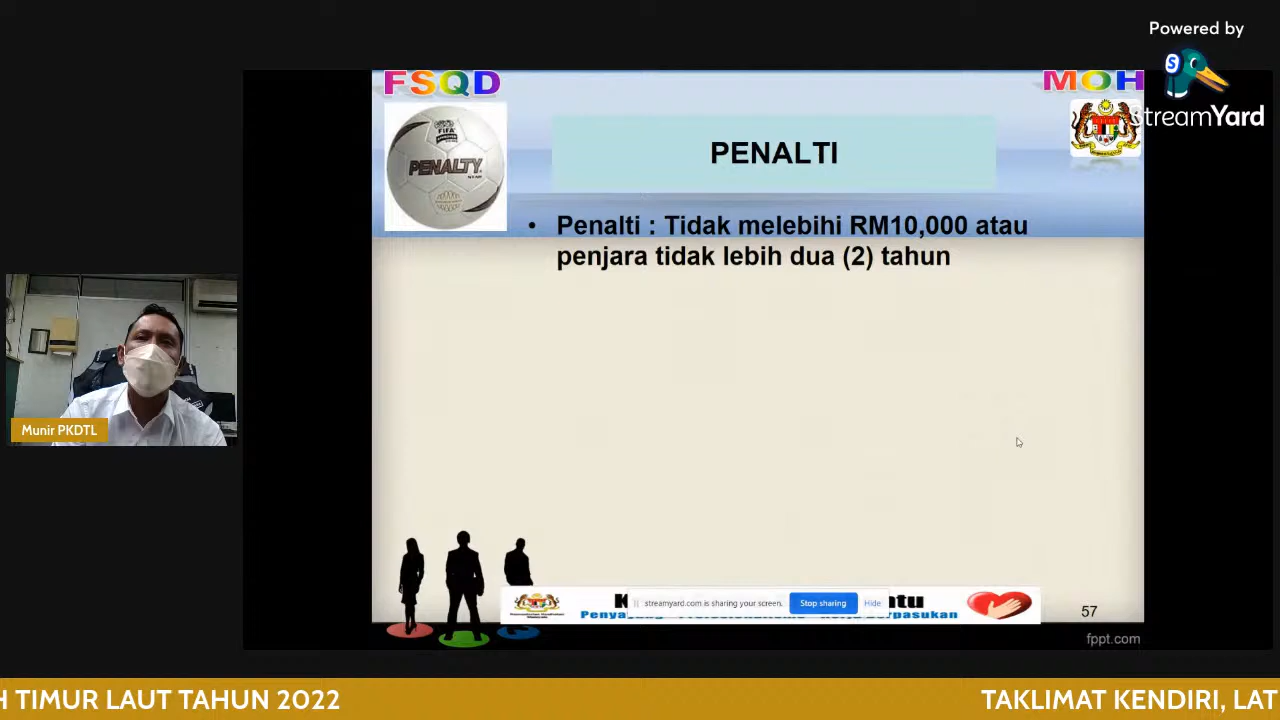 Powered by
StreamYard
FSQD
MOH
FIFA
PENALTY
PENALTI
• Penalti : Tidak melebihi RM10,000 atau
penjara tidak lebih dua (2) tahun
Munir PKDTL
streamyard.com is sharing your screen.
Stop sharing
Hide
57
fppt.com
H TIMUR LAUT TAHUN 2022
TAKLIMAT KENDIRI, LAT